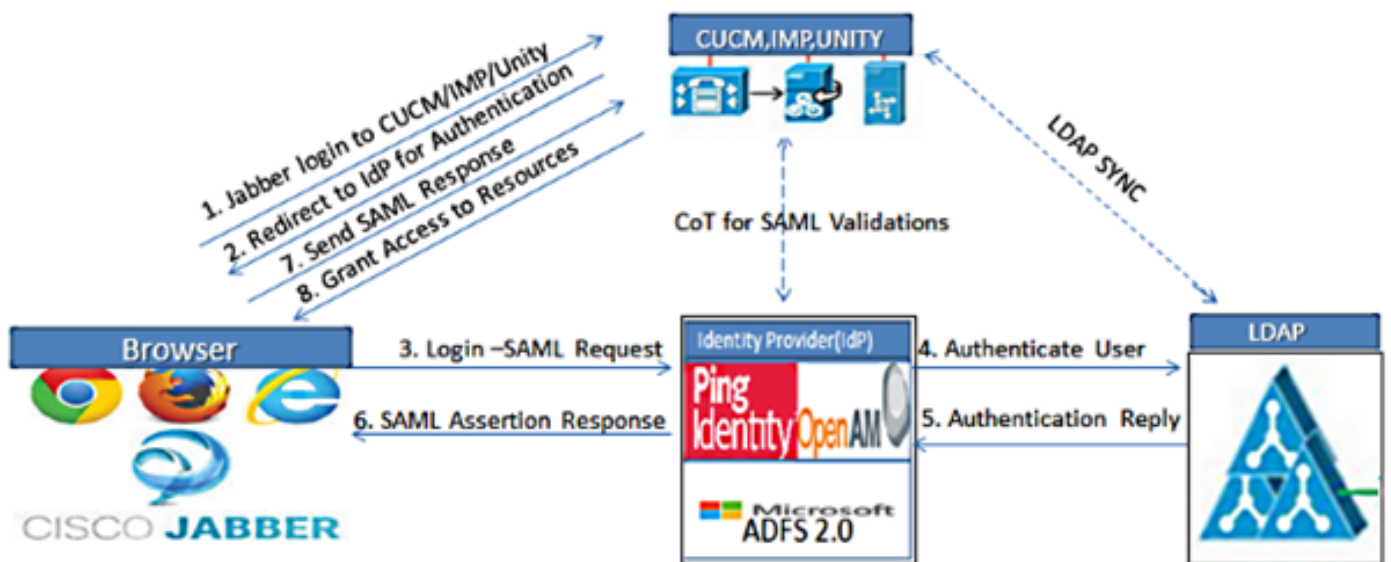 CUCM,IMP,UNITY
1. Jabber login to CUCM/IMP/Unity
2. Redirect to IdP for Authentication
7. Send SAML Response
8. Grant Access to Resources
LDAP SYNC
CoT for SAML Validations
Browser
3. Login –SAML Request
Identity Provider(IdP)
4. Authenticate User
LDAP
Ping
Identity
OpenAM
6. SAML Assertion Response
5. Authentication Reply
CISCO JABBER
Microsoft
ADFS 2.0